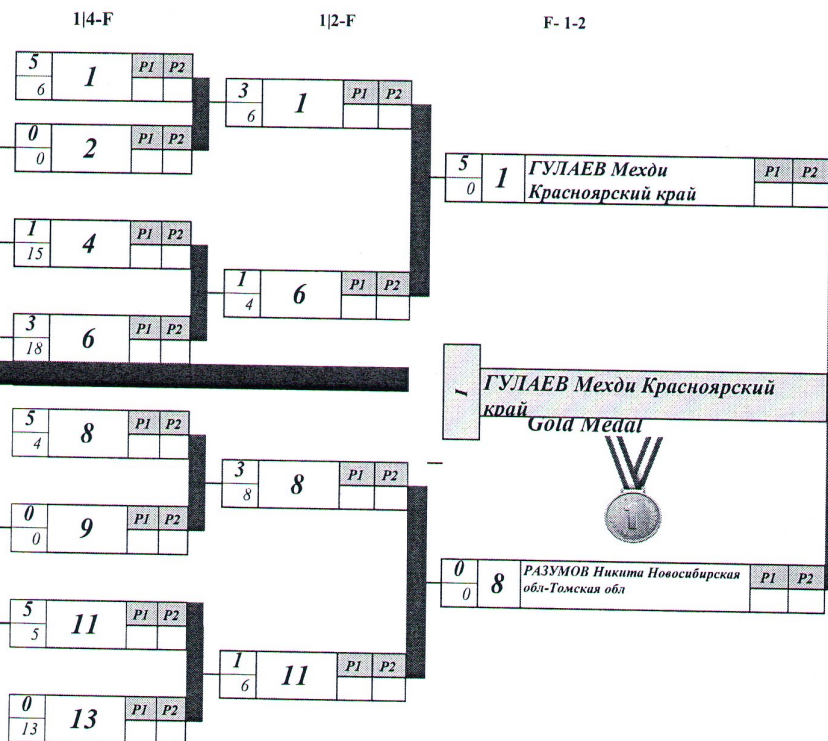 1|4-F 1|2-F F- 1-2
5 6 1 P1 P2
3 6 1 P1 P2
0 0 2 P1 P2
5 0 1 ГУЛАЕВ Мехди P1 P2
Красноярский край
1 15 4 P1 P2
1 4 6 P1 P2
3 18 6 P1 P2
I ГУЛАЕВ Мехди Красноярский
край
Gold Medal
5 4 8 P1 P2
3 8 8 P1 P2
1
0 0 9 P1 P2
0 0 8 РАЗУМОВ Никита Новосибирская P1 P2
обл-Томская обл
5 5 11 P1 P2
1 6 11 P1 P2
0 13 13 P1 P2